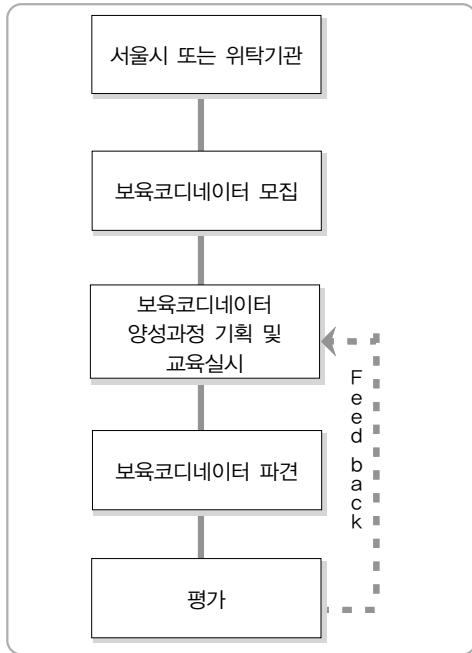 서울시 또는 위탁기관
보육코디네이터 모집
보육코디네이터
양성과정 기획 및
교육실시
Feed back
보육코디네이터 파견
평가